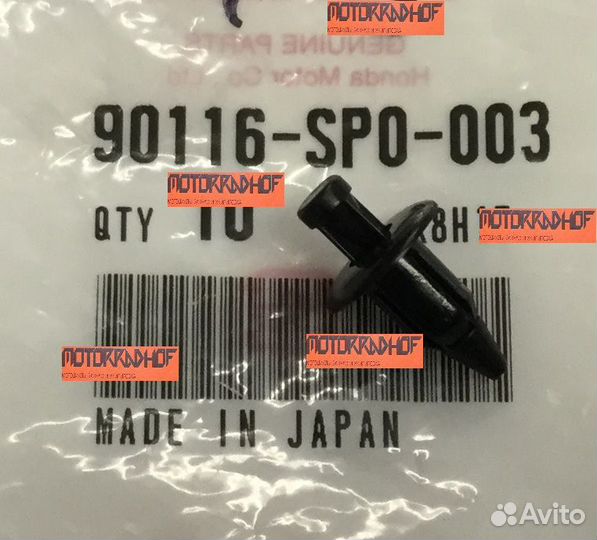 MOTORRADHOF
GENUINE PARTS
Honda Motor Co., Ltd
90116-SP0-003
MOTORRADHOF
QTY 10
MOTORRADHOF
MOTORRADHOF
MOTORRADHOF
MADE IN JAPAN
Avito